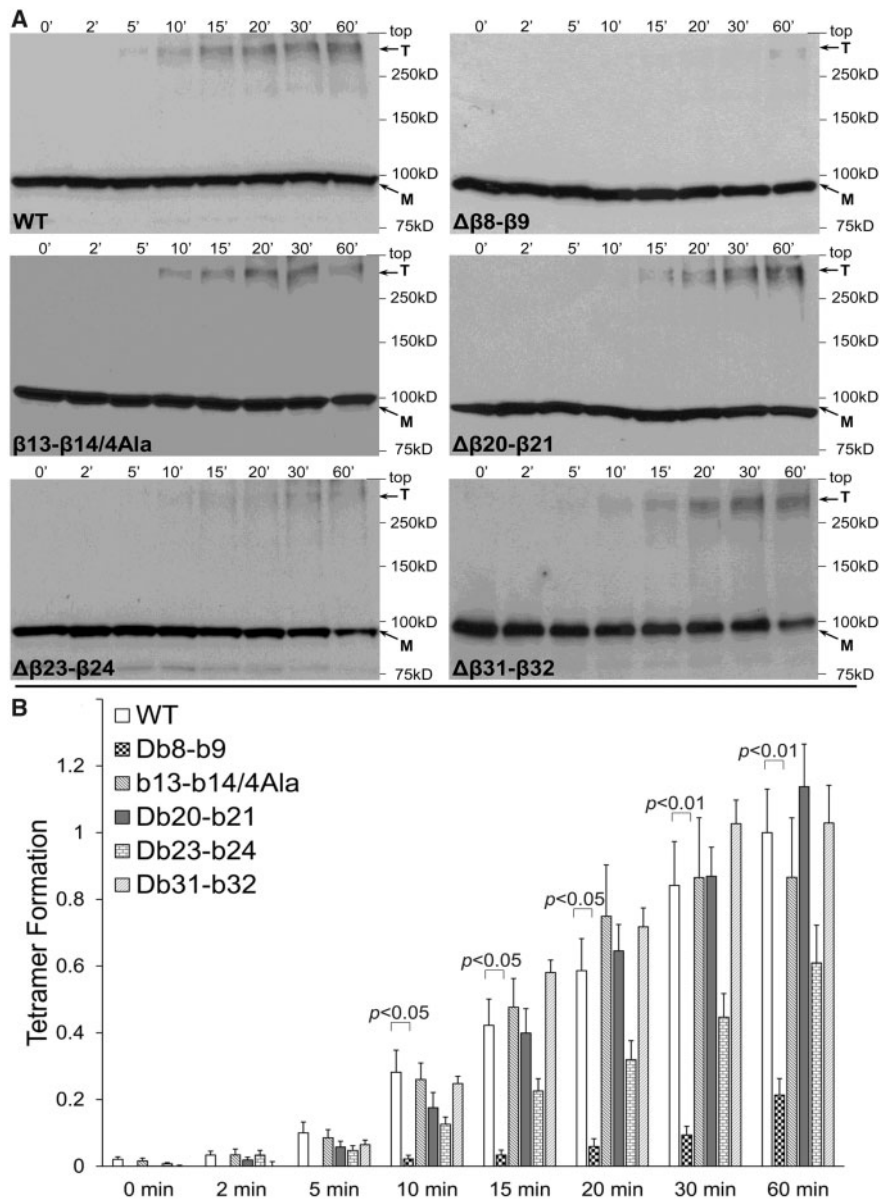 A
0' 2' 5' 10' 15' 20' 30' 60' top
T
250kD
150kD
100kD
M
75kD
WT
0' 2' 5' 10' 15' 20' 30' 60' top
T
250kD
150kD
100kD
M
75kD
Δβ8-β9
0' 2' 5' 10' 15' 20' 30' 60' top
T
250kD
150kD
100kD
M
75kD
β13-β14/4Ala
0' 2' 5' 10' 15' 20' 30' 60' top
T
250kD
150kD
100kD
M
75kD
Δβ20-β21
0' 2' 5' 10' 15' 20' 30' 60' top
T
250kD
150kD
100kD
M
75kD
Δβ23-β24
0' 2' 5' 10' 15' 20' 30' 60' top
T
250kD
150kD
100kD
M
75kD
Δβ31-β32
B
WT
Db8-b9
b13-b14/4Ala
Db20-b21
Db23-b24
Db31-b32
Tetramer Formation
1.2
1
0.8
0.6
0.4
0.2
0
p<0.05
p<0.05
p<0.05
p<0.01
p<0.01
0 min 2 min 5 min 10 min 15 min 20 min 30 min 60 min